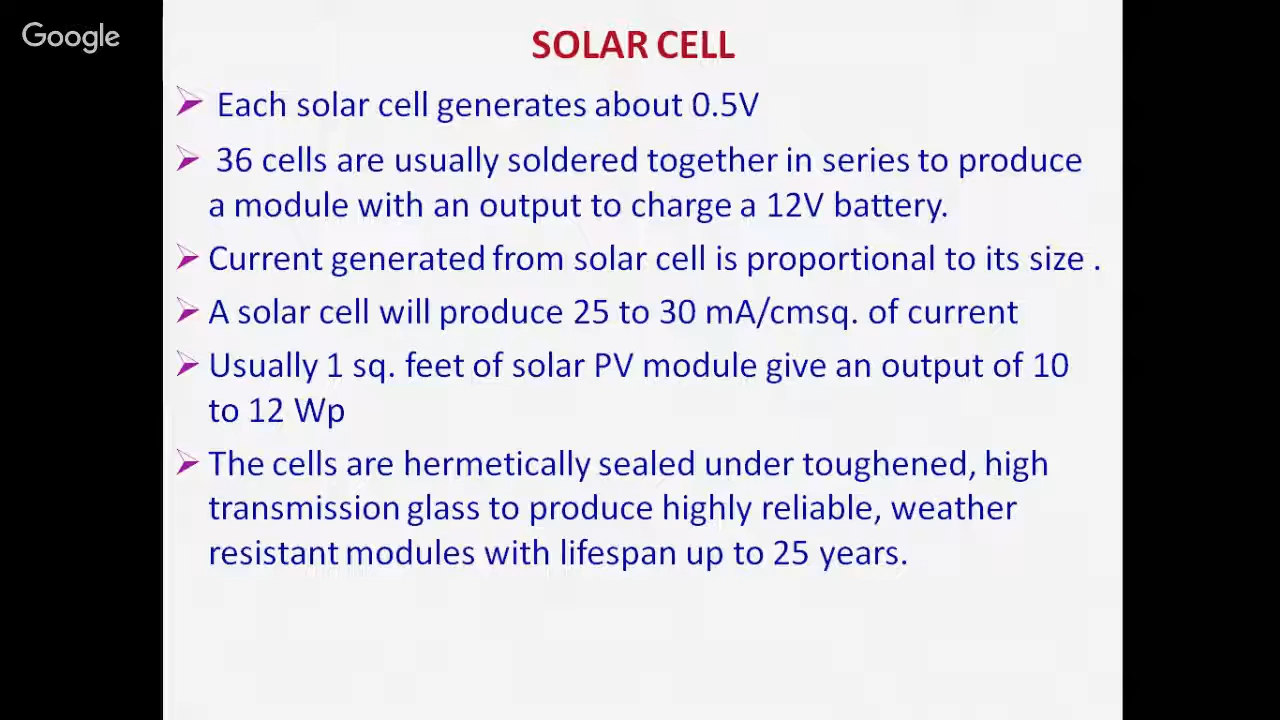 Google
SOLAR CELL
Each solar cell generates about 0.5V
36 cells are usually soldered together in series to produce
a module with an output to charge a 12V battery.
Current generated from solar cell is proportional to its size .
A solar cell will produce 25 to 30 mA/cmsq. of current
Usually 1 sq. feet of solar PV module give an output of 10
to 12 Wp
The cells are hermetically sealed under toughened, high
transmission glass to produce highly reliable, weather
resistant modules with lifespan up to 25 years.